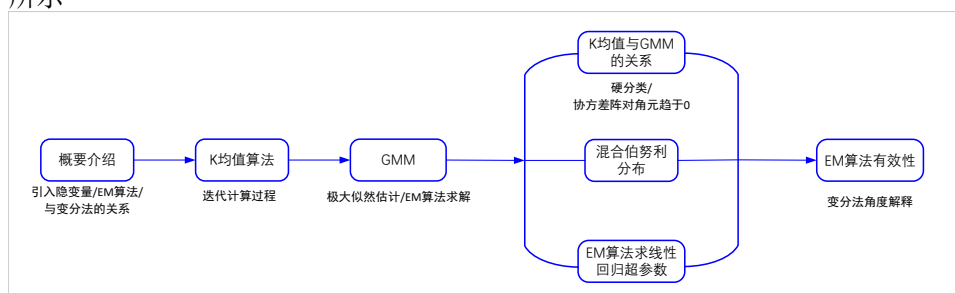 所示
K均值与GMM
的关系
硬分类/
协方差阵对角元趋于0
概要介绍
引入隐变量/EM算法/
与变分法的关系
K均值算法
迭代计算过程
GMM
极大似然估计/EM算法求解
混合伯努利
分布
EM算法有效性
变分法角度解释
EM算法求线性
回归超参数